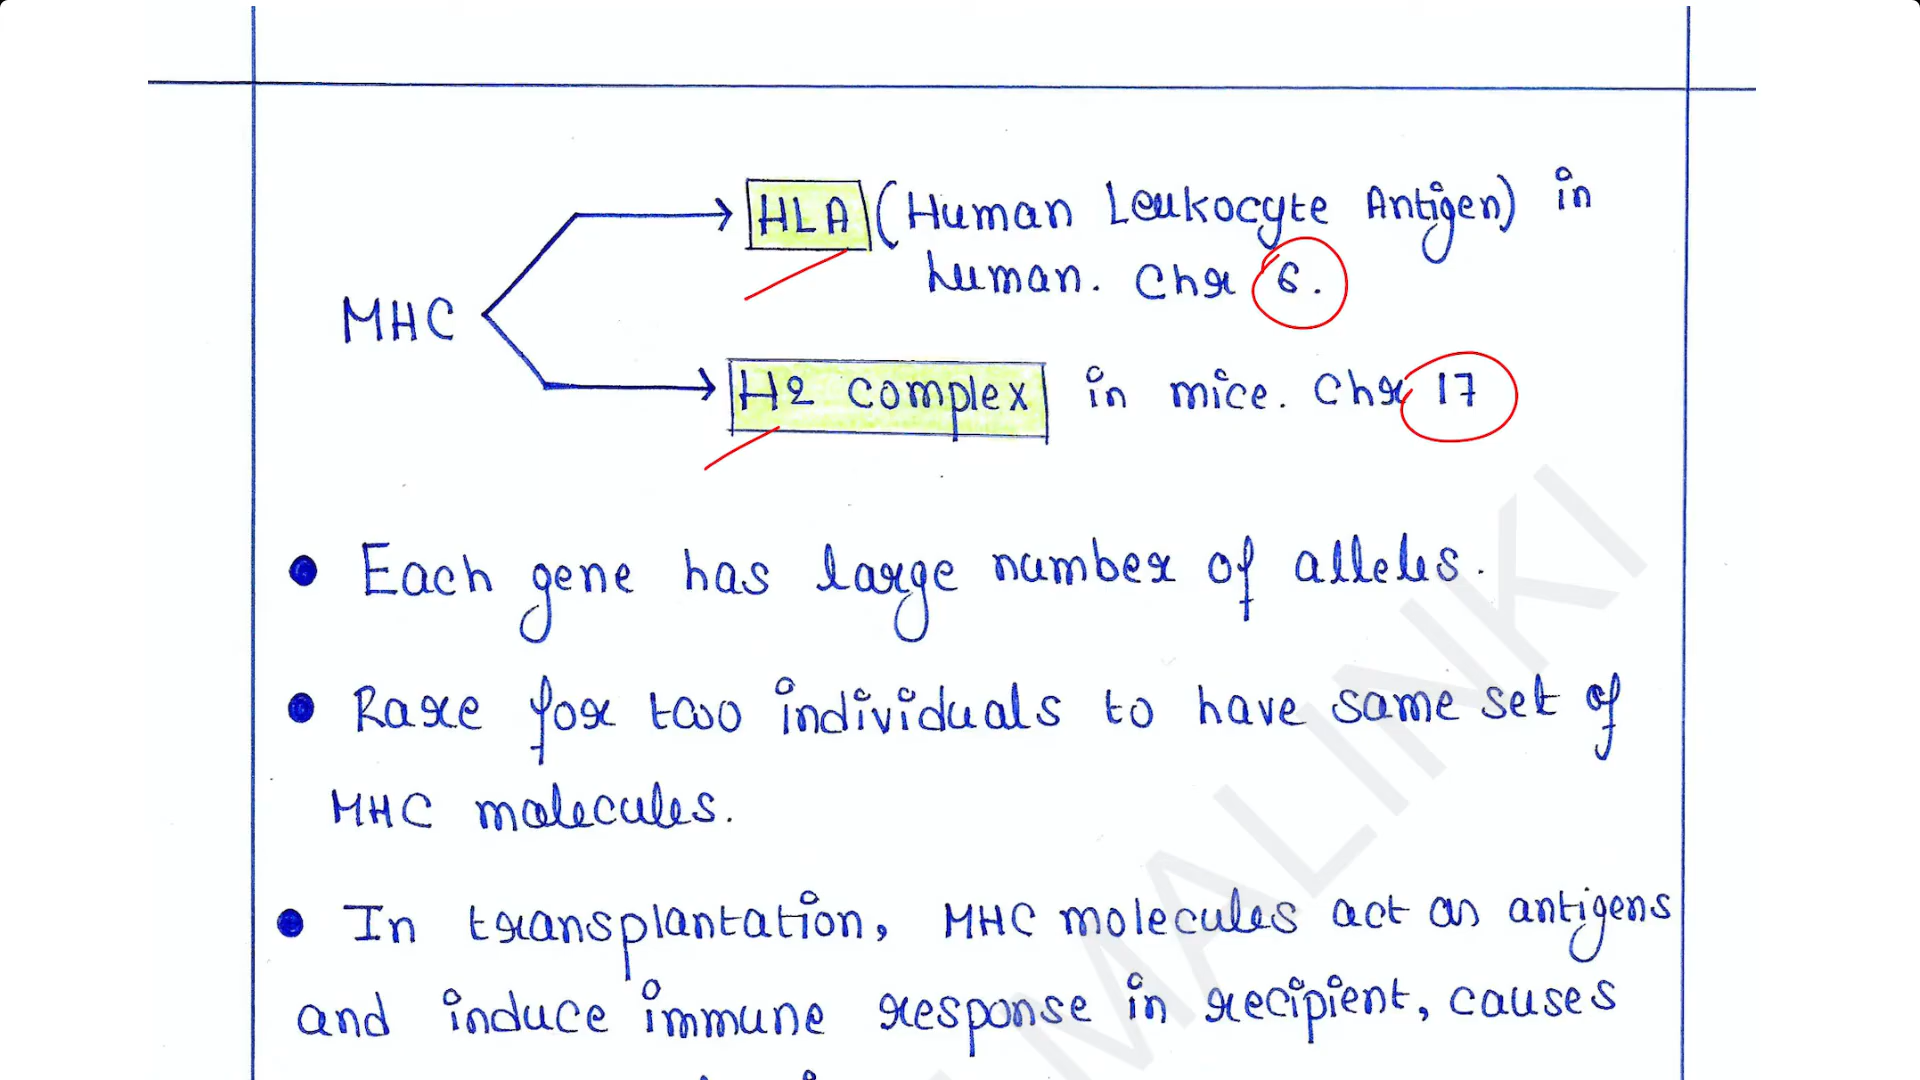 HLA (Human Leukocyte Antigen) in
human. Chr 6.
MHC
H2 complex in mice. Chr 17
• Each gene has large number of alleles.
• Rare for two individuals to have same set of
MHC molecules.
• In transplantation, MHC molecules act as antigens
and induce immune response in recipient, causes
MALINKI